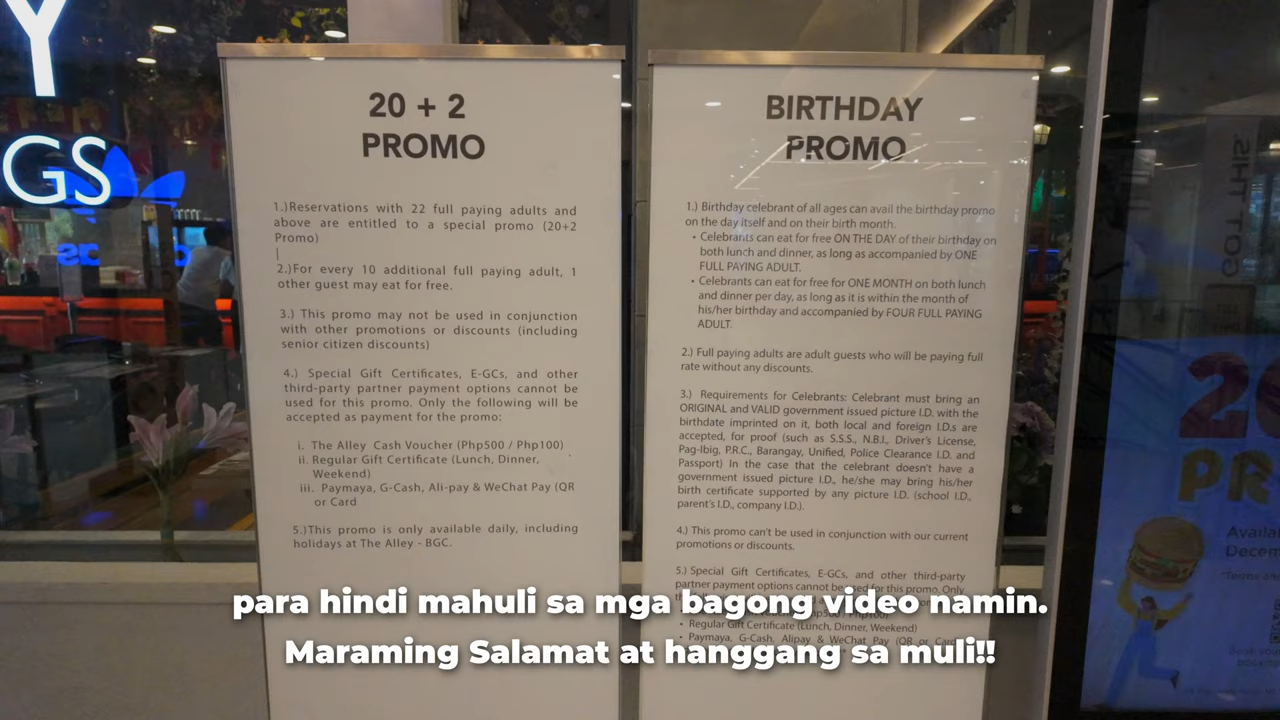 Y
GS
20 + 2
PROMO
1.)Reservations with 22 full paying adults and
above are entitled to a special promo (20+2
Promo)
2.)For every 10 additional full paying adult, 1
other guest may eat for free.
3.) This promo may not be used in conjunction
with other promotions or discounts (including
senior citizen discounts)
4.) Special Gift Certificates, E-GCs, and other
third-party partner payment options cannot be
used for this promo. Only the following will be
accepted as payment for the promo:
i. The Alley Cash Voucher (Php500 / Php100)
ii. Regular Gift Certificate (Lunch, Dinner,
Weekend)
iii. Paymaya, G-Cash, Ali-pay & WeChat Pay (QR
or Card
5.)This promo is only available daily, including
holidays at The Alley - BGC.
BIRTHDAY
PROMO
1.) Birthday celebrant of all ages can avail the birthday promo
on the day itself and on their birth month.
• Celebrants can eat for free ON THE DAY of their birthday on
both lunch and dinner, as long as accompanied by ONE
FULL PAYING ADULT.
• Celebrants can eat for free for ONE MONTH on both lunch
and dinner per day, as long as it is within the month of
his/her birthday and accompanied by FOUR FULL PAYING
ADULT.
2.) Full paying adults are adult guests who will be paying full
rate without any discounts.
3.) Requirements for Celebrants: Celebrant must bring an
ORIGINAL and VALID government issued picture I.D. with the
birthdate imprinted on it, both local and foreign I.D.s are
accepted, for proof (such as S.S.S., N.B.I., Driver's License,
Pag-Ibig, P.R.C., Barangay, Unified, Police Clearance I.D. and
Passport) In the case that the celebrant doesn't have a
government issued picture I.D., he/she may bring his/her
birth certificate supported by any picture I.D. (school I.D.,
parent's I.D., company I.D.).
4.) This promo can't be used in conjunction with our current
promotions or discounts.
5.) Special Gift Certificates, E-GCs, and other third-party
partner payment options cannot be used for this promo. Only
• Regular Gift Certificate (Lunch, Dinner, Weekend)
• Paymaya, G-Cash, Alipay & WeChat Pay (QR or Card
GOT THIS
20
PR
Availa
Decem
para hindi mahuli sa mga bagong video namin.
Maraming Salamat at hanggang sa muli!!